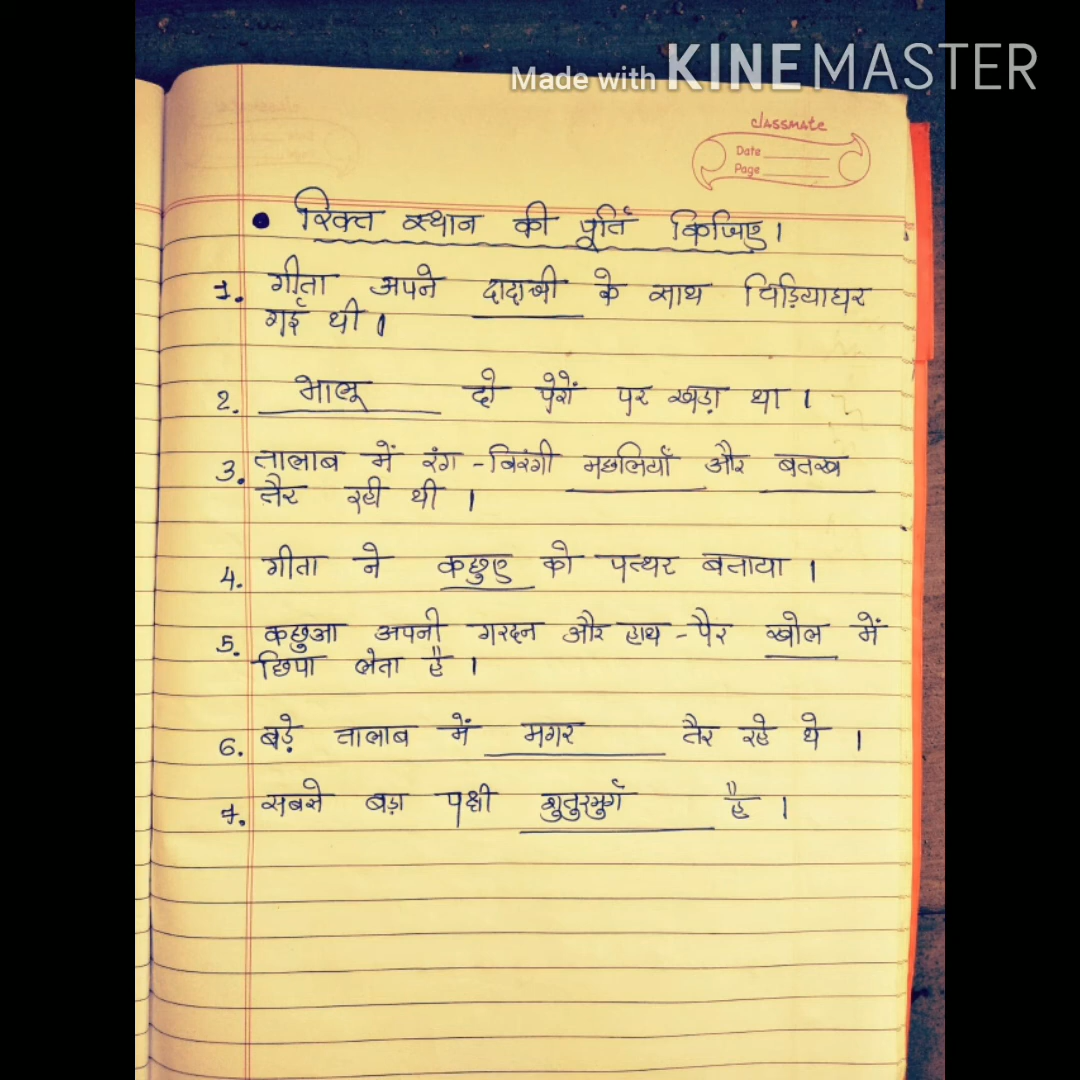 Made with KINEMASTER
classmate
Date
Page
• रिक्त स्थान की पूर्ति किजिए।
1. गीता अपने दादाजी के साथ चिड़ियाघर
गई थी।
2. भालू दो पैरों पर खड़ा था।
3. तालाब में रंग-बिरंगी मछलियाँ और बतख
तैर रही थी।
4. गीता ने कछुए को पत्थर बताया।
5. कछुआ अपनी गरदन और हाथ-पैर खोल में
छिपा लेता है।
6. बड़े तालाब में मगर तैर रहे थे।
7. सबसे बड़ा पक्षी शुतुरमुर्ग है।